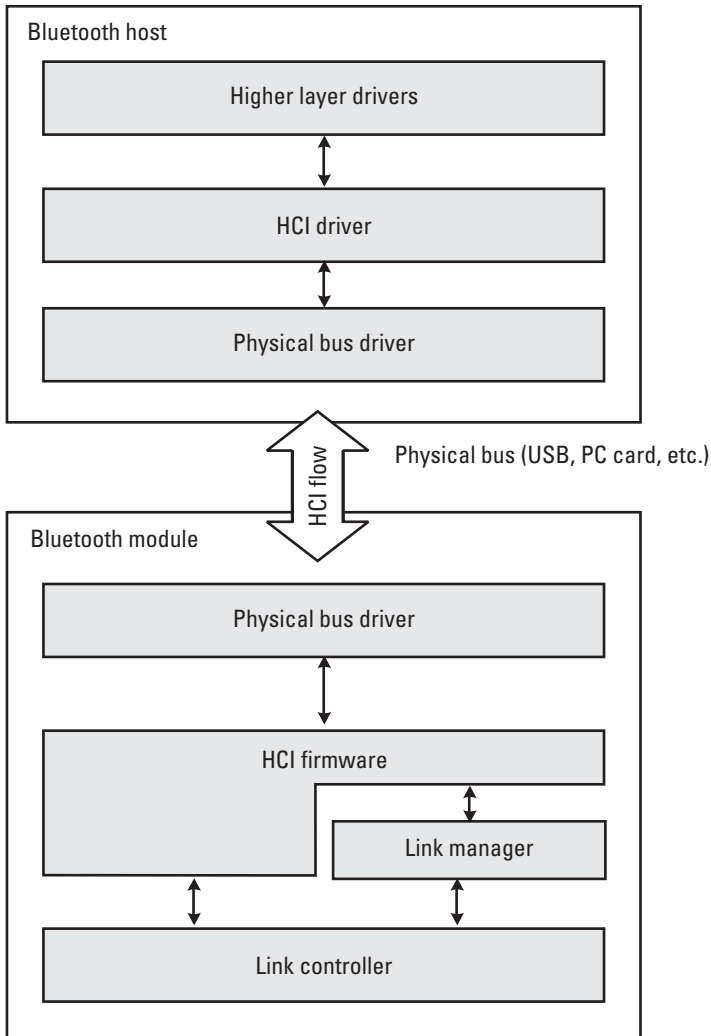 Bluetooth host
Higher layer drivers
HCI driver
Physical bus driver
HCI flow
Physical bus (USB, PC card, etc.)
Bluetooth module
Physical bus driver
HCI firmware
Link manager
Link controller